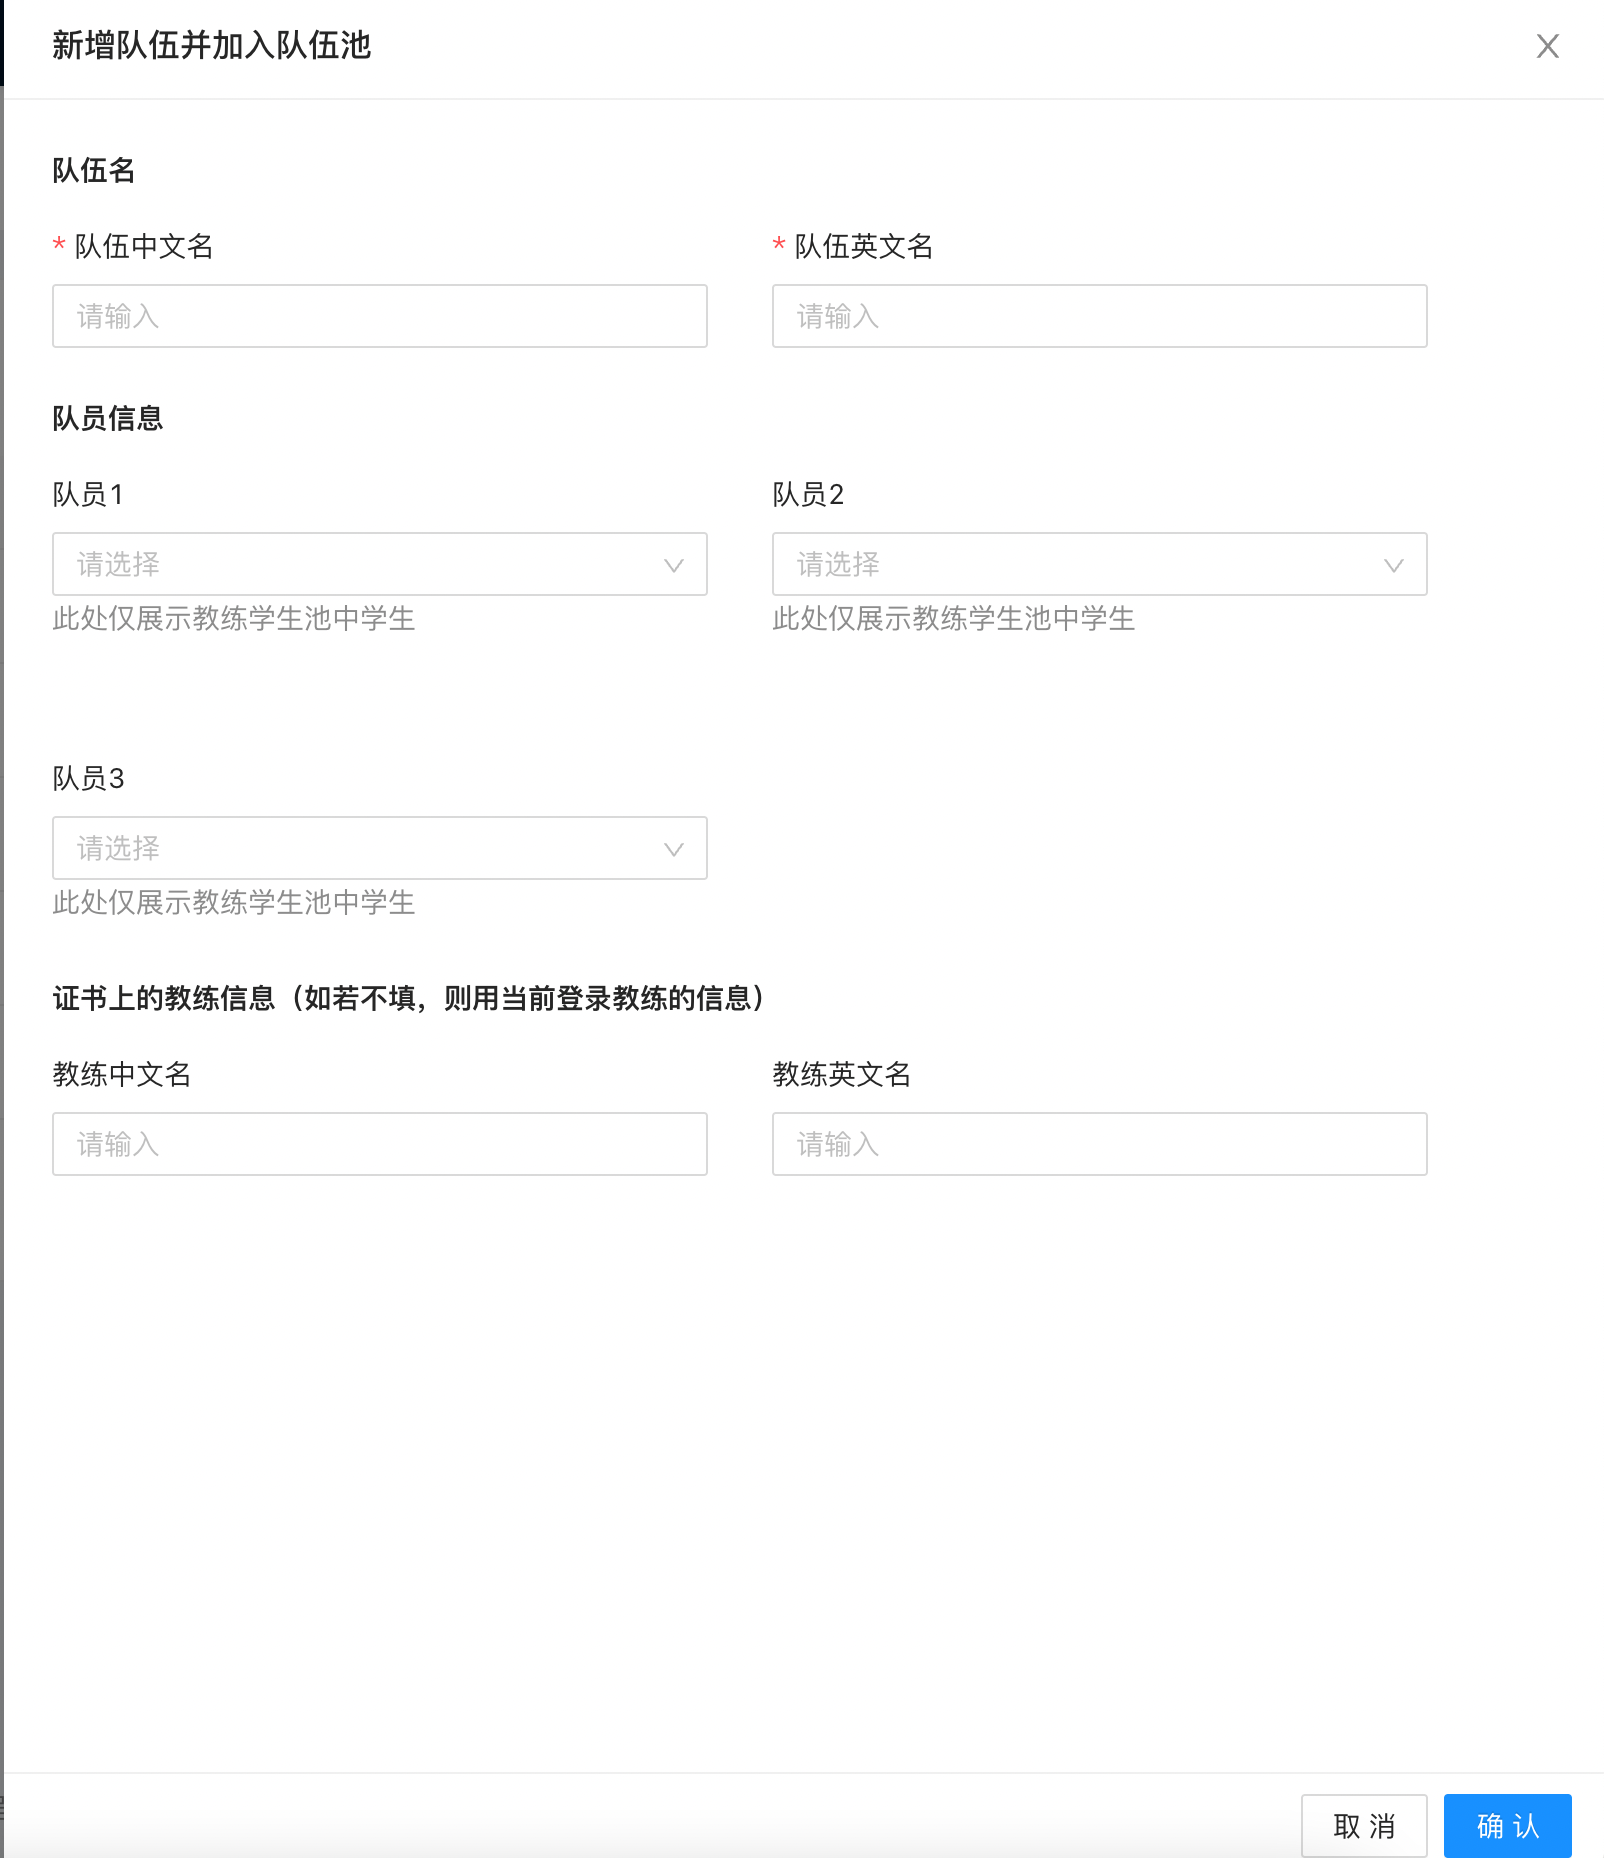 新增队伍并加入队伍池
队伍名
* 队伍中文名
* 队伍英文名
请输入
请输入
队员信息
队员1
队员2
请选择
请选择
此处仅展示教练学生池中学生
此处仅展示教练学生池中学生
队员3
请选择
此处仅展示教练学生池中学生
证书上的教练信息（如若不填，则用当前登录教练的信息）
教练中文名
教练英文名
请输入
请输入
取 消
确 认